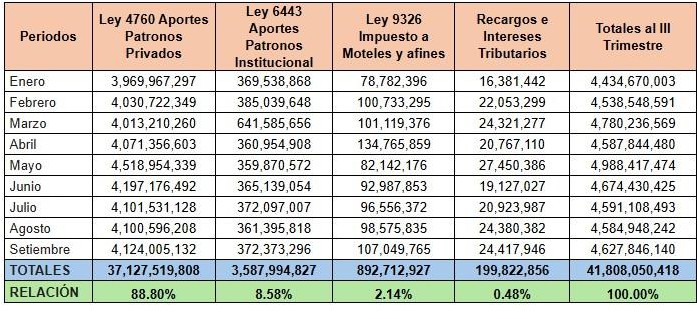 Periodos Ley 4760 Aportes Patronos Privados Ley 6443 Aportes Patronos Institucional Ley 9326 Impuesto a Moteles y afines Recargos e Intereses Tributarios Totales al III Trimestre
Enero 3,969,967,297 369,538,868 78,782,396 16,381,442 4,434,670,003
Febrero 4,030,722,349 385,039,648 100,733,295 22,053,299 4,538,548,591
Marzo 4,013,210,260 641,585,656 101,119,376 24,321,277 4,780,236,569
Abril 4,071,356,603 360,954,908 134,765,859 20,767,110 4,587,844,480
Mayo 4,518,954,339 359,870,572 82,142,176 27,450,386 4,988,417,474
Junio 4,197,176,492 365,139,054 92,987,853 19,127,027 4,674,430,425
Julio 4,101,531,128 372,097,007 96,556,372 20,923,987 4,591,108,493
Agosto 4,100,596,208 361,395,818 98,575,835 24,380,382 4,584,948,242
Setiembre 4,124,005,132 372,373,296 107,049,765 24,417,946 4,627,846,140
TOTALES 37,127,519,808 3,587,994,827 892,712,927 199,822,856 41,808,050,418
RELACIÓN 88.80% 8.58% 2.14% 0.48% 100.00%